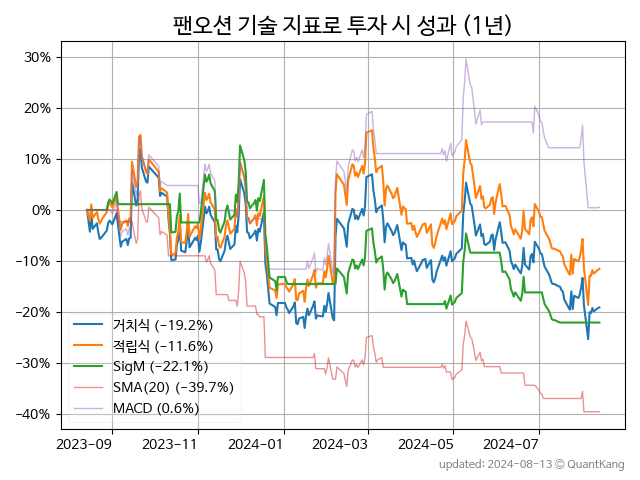 팬오션 기술 지표로 투자 시 성과 (1년)
30%
20%
10%
0%
−10%
−20%
−30%
−40%
거치식 (−19.2%)
적립식 (−11.6%)
SigM (−22.1%)
SMA(20) (−39.7%)
MACD (0.6%)
2023-09 2023-11 2024-01 2024-03 2024-05 2024-07
updated: 2024-08-13 ⓒ QuantKang